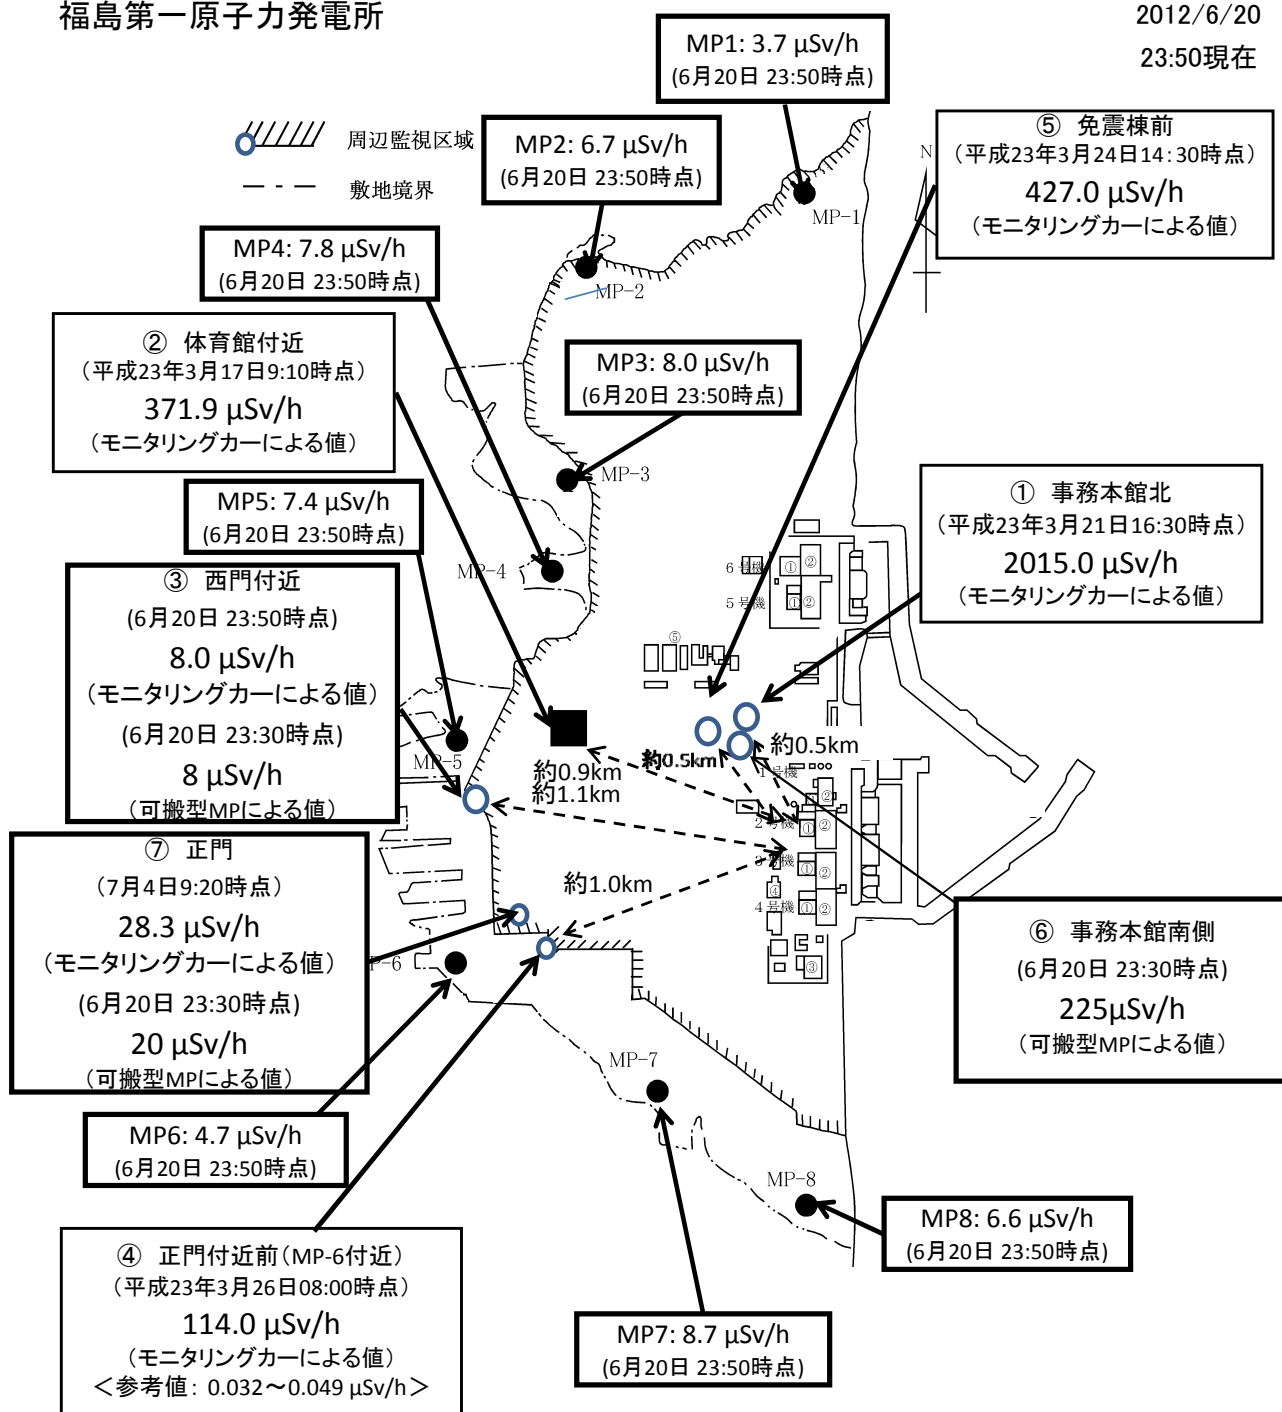 福島第一原子力発電所
2012/6/20
23:50現在
MP1: 3.7 μSv/h
(6月20日 23:50時点)
周辺監視区域
敷地境界
MP2: 6.7 μSv/h
(6月20日 23:50時点)
⑤ 免震棟前
（平成23年3月24日14:30時点）
427.0 μSv/h
（モニタリングカーによる値）
N
MP-1
MP4: 7.8 μSv/h
(6月20日 23:50時点)
MP-2
② 体育館付近
（平成23年3月17日9:10時点）
371.9 μSv/h
（モニタリングカーによる値）
MP3: 8.0 μSv/h
(6月20日 23:50時点)
MP-3
MP5: 7.4 μSv/h
(6月20日 23:50時点)
① 事務本館北
（平成23年3月21日16:30時点）
2015.0 μSv/h
（モニタリングカーによる値）
MP-4
6号機
①
②
5号機
①
②
⑤
③ 西門付近
(6月20日 23:50時点)
8.0 μSv/h
（モニタリングカーによる値）
(6月20日 23:30時点)
8 μSv/h
（可搬型MPによる値）
MP-5
約0.9km
約1.1km
約0.5km
約0.5km
1号機
②
2号機
①
②
3号機
①
②
④
4号機
①
②
③
約1.0km
⑦ 正門
(7月4日9:20時点)
28.3 μSv/h
（モニタリングカーによる値）
(6月20日 23:30時点)
20 μSv/h
（可搬型MPによる値）
P-6
⑥ 事務本館南側
(6月20日 23:30時点)
225μSv/h
（可搬型MPによる値）
MP-7
MP6: 4.7 μSv/h
(6月20日 23:50時点)
MP-8
MP8: 6.6 μSv/h
(6月20日 23:50時点)
④ 正門付近前（MP-6付近）
（平成23年3月26日08:00時点）
114.0 μSv/h
（モニタリングカーによる値）
＜参考値: 0.032～0.049 μSv/h＞
MP7: 8.7 μSv/h
(6月20日 23:50時点)